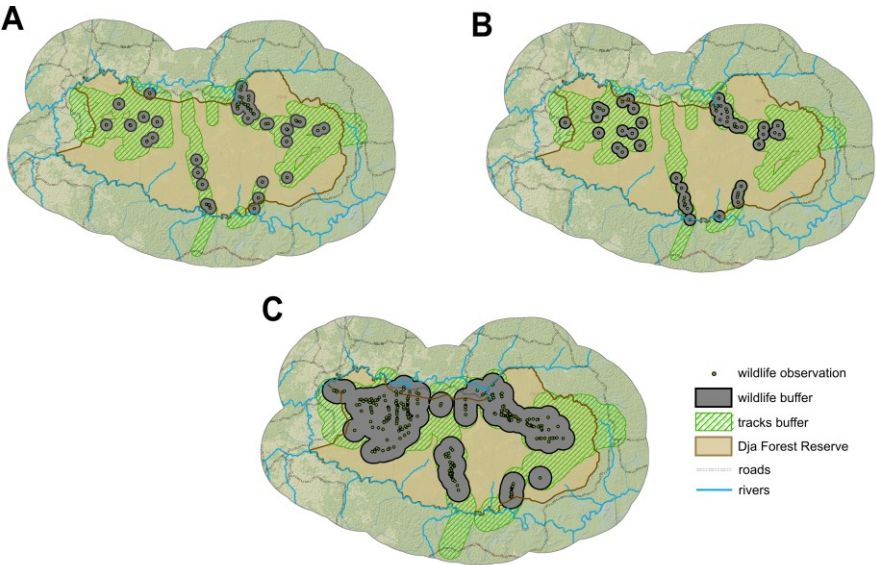 A
B
C
wildlife observation
wildlife buffer
tracks buffer
Dja Forest Reserve
roads
rivers